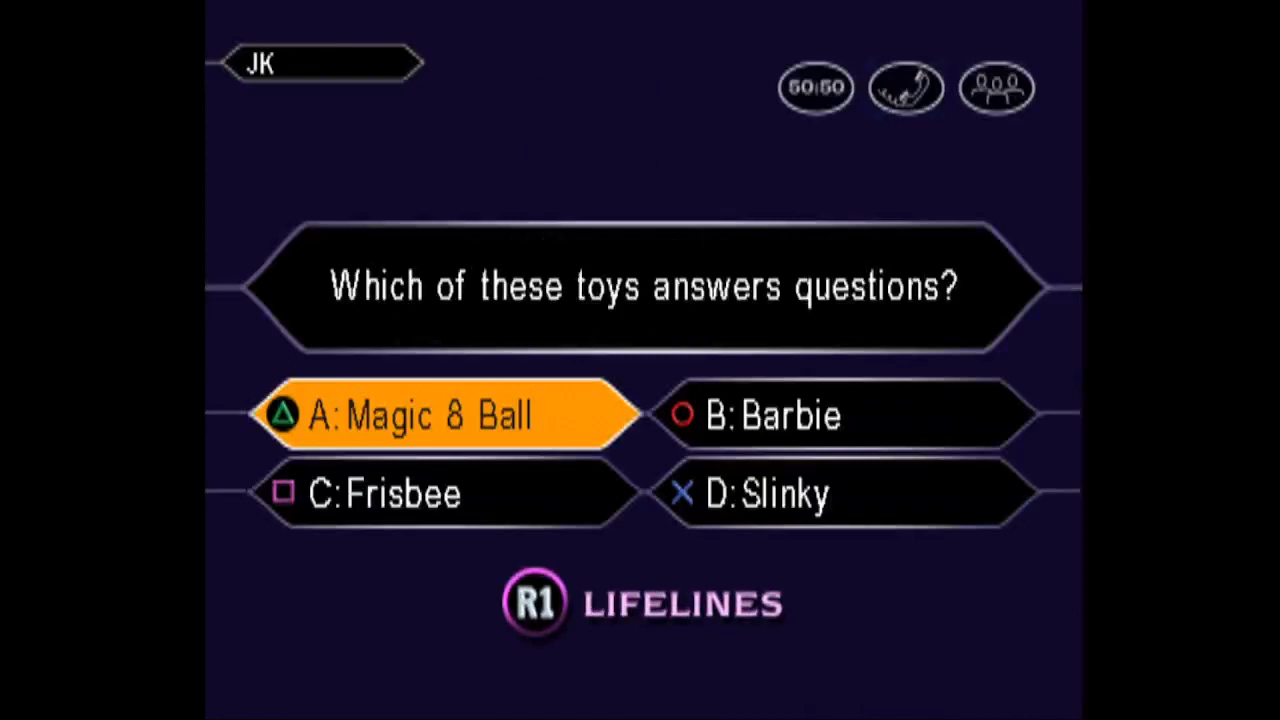 JK
50:50
Which of these toys answers questions?
A: Magic 8 Ball
B: Barbie
C: Frisbee
D: Slinky
R1 LIFELINES